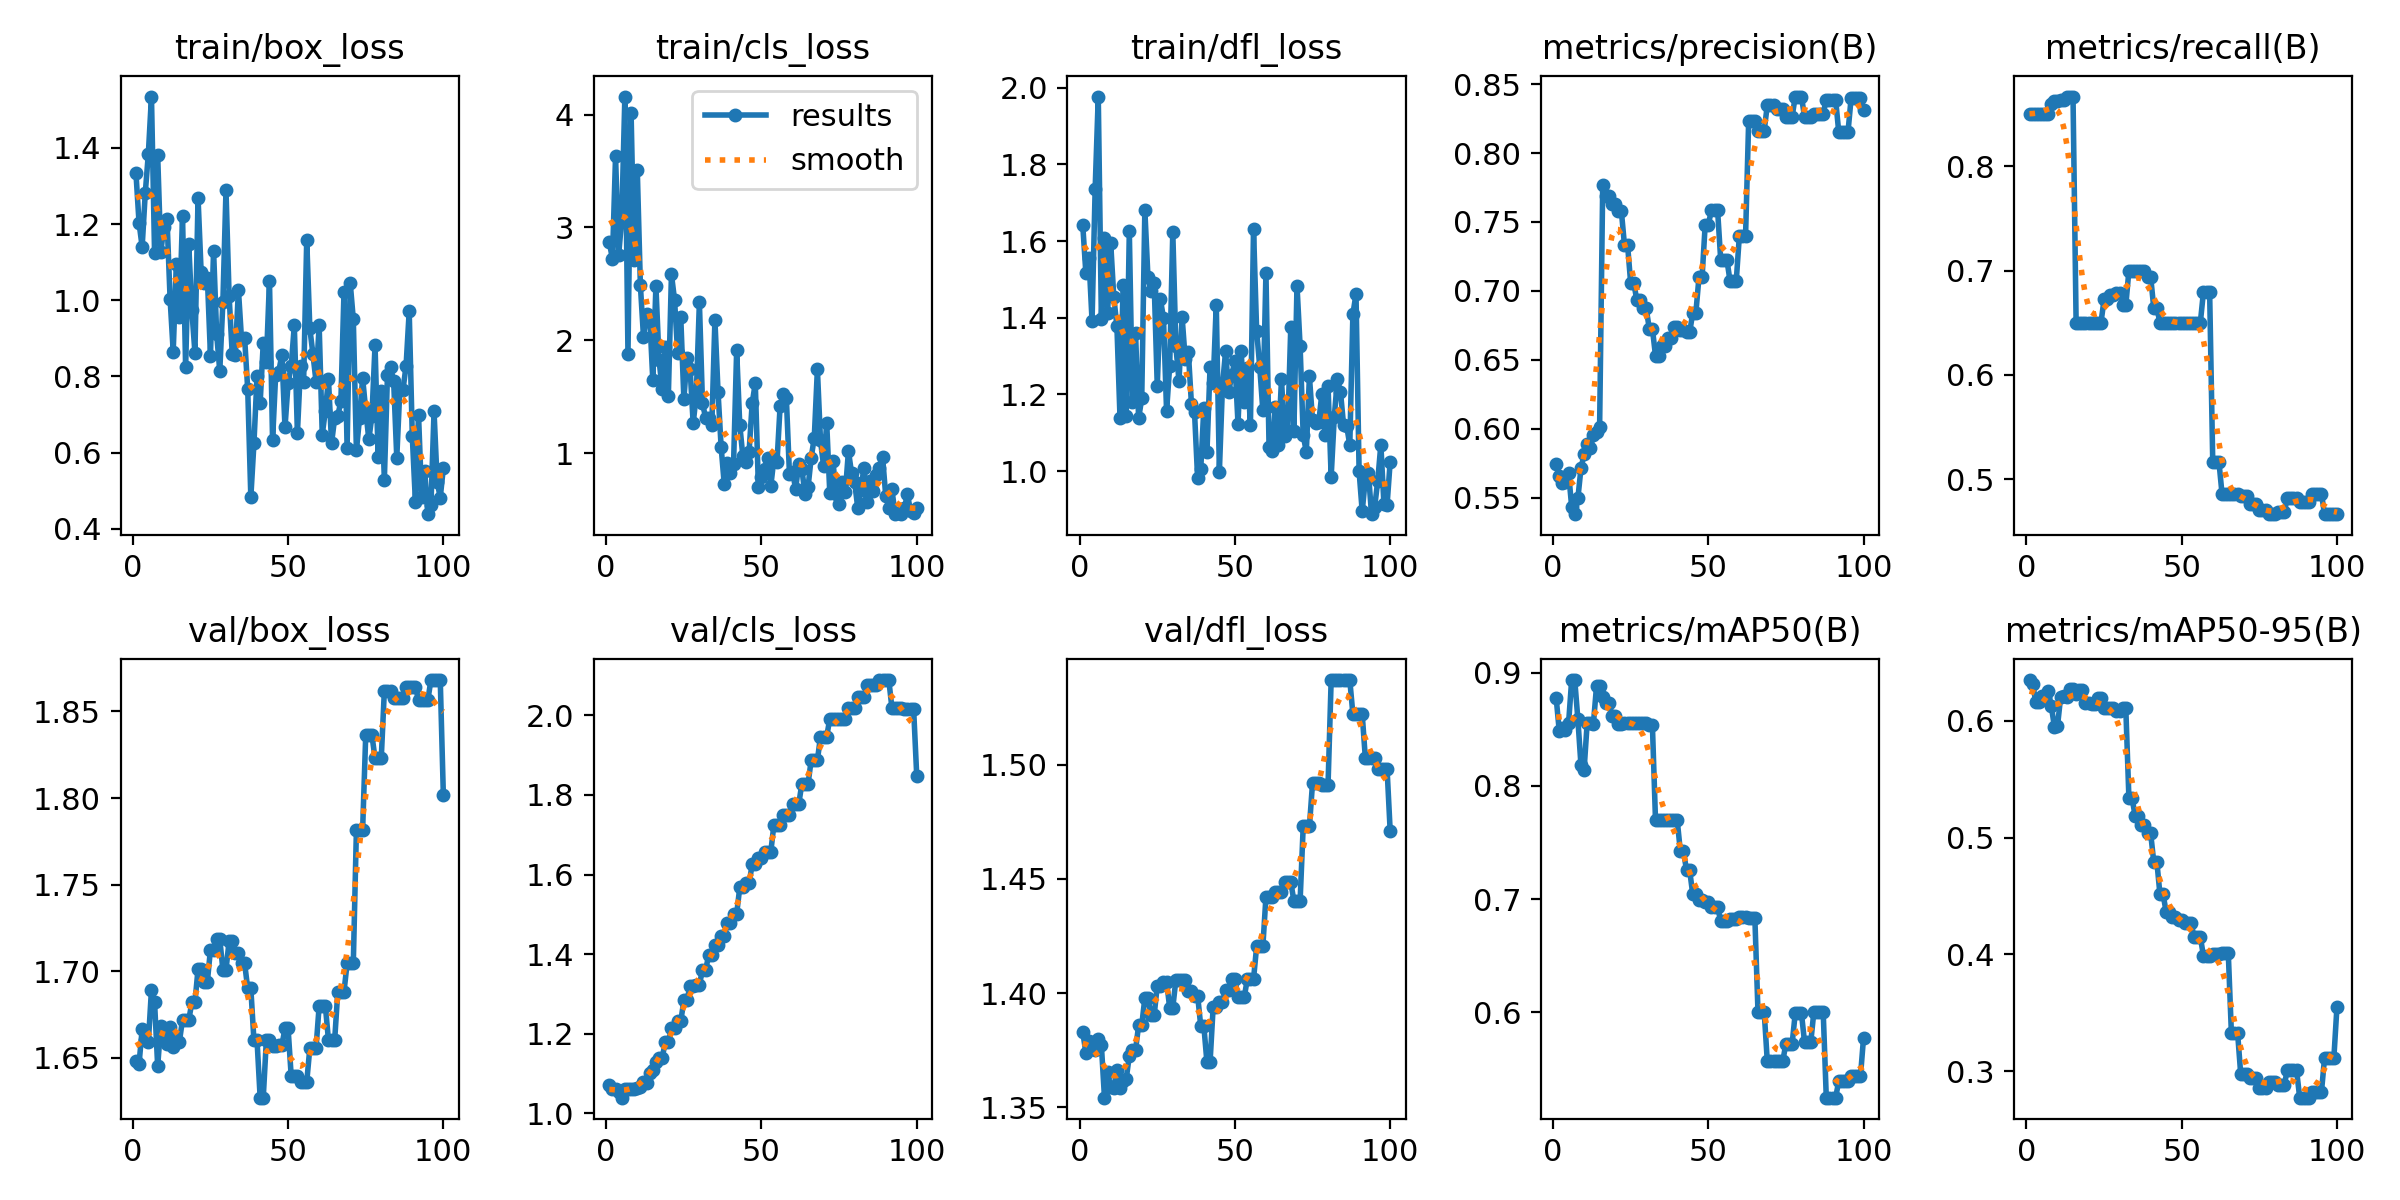 train/box_loss
1.4
1.2
1.0
0.8
0.6
0.4
0 50 100
train/cls_loss
results
smooth
4
3
2
1
0 50 100
train/dfl_loss
2.0
1.8
1.6
1.4
1.2
1.0
0 50 100
metrics/precision(B)
0.85
0.80
0.75
0.70
0.65
0.60
0.55
0 50 100
metrics/recall(B)
0.8
0.7
0.6
0.5
0 50 100
val/box_loss
1.85
1.80
1.75
1.70
1.65
0 50 100
val/cls_loss
2.0
1.8
1.6
1.4
1.2
1.0
0 50 100
val/dfl_loss
1.50
1.45
1.40
1.35
0 50 100
metrics/mAP50(B)
0.9
0.8
0.7
0.6
0 50 100
metrics/mAP50-95(B)
0.6
0.5
0.4
0.3
0 50 100